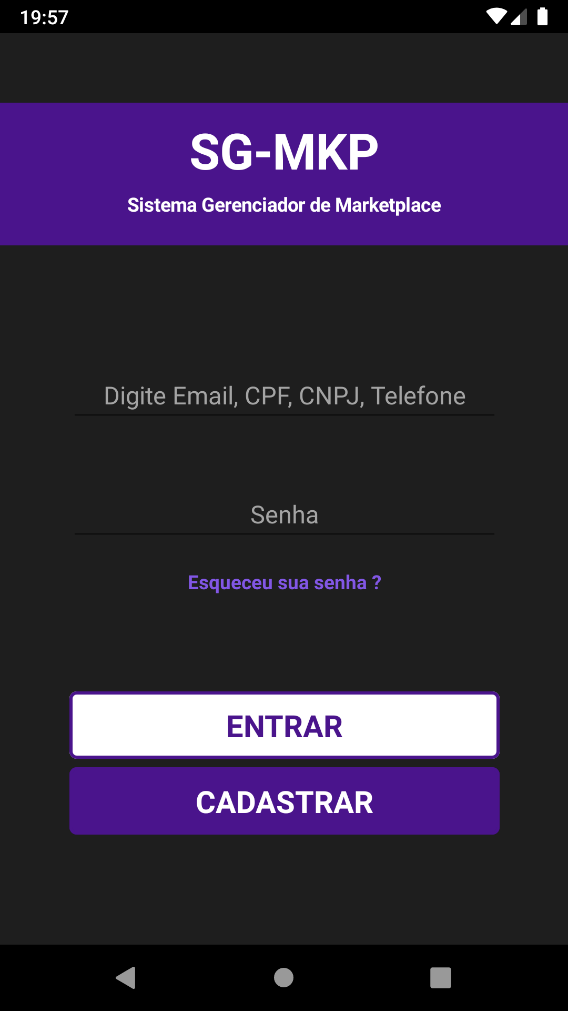 19:57
SG-MKP
Sistema Gerenciador de Marketplace
Digite Email, CPF, CNPJ, Telefone
Senha
Esqueceu sua senha ?
ENTRAR
CADASTRAR